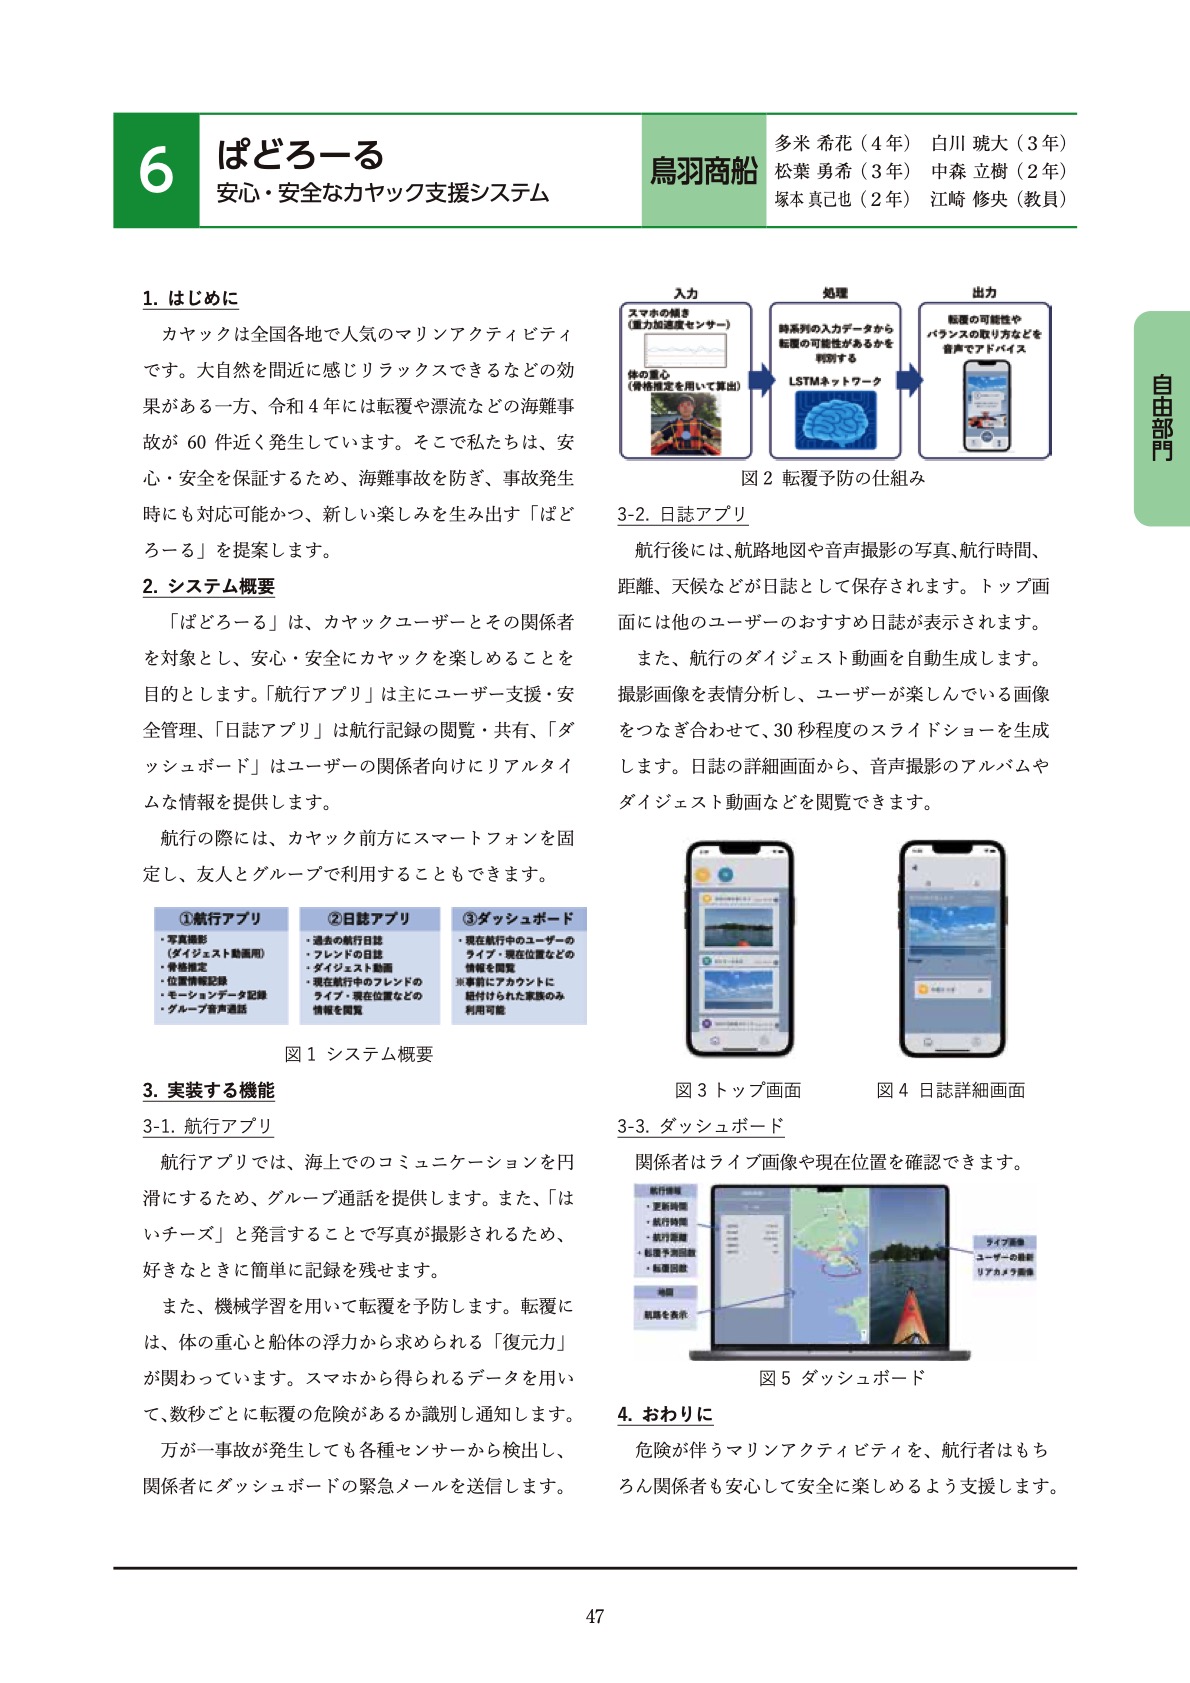 6
ぱどろーる
安心・安全なカヤック支援システム
鳥羽商船
多米 希花（４年）　白川 琥大（３年）
松葉 勇希（３年）　中森 立樹（２年）
塚本 真己也（２年）　江崎 修央（教員）
自由部門
1. はじめに
カヤックは全国各地で人気のマリンアクティビティ
です。大自然を間近に感じリラックスできるなどの効
果がある一方、令和４年には転覆や漂流などの海難事
故が 60 件近く発生しています。そこで私たちは、安
心・安全を保証するため、海難事故を防ぎ、事故発生
時にも対応可能かつ、新しい楽しみを生み出す「ぱど
ろーる」を提案します。
2. システム概要
「ぱどろーる」は、カヤックユーザーとその関係者
を対象とし、安心・安全にカヤックを楽しめることを
目的とします。「航行アプリ」は主にユーザー支援・安
全管理、「日誌アプリ」は航行記録の閲覧・共有、「ダ
ッシュボード」はユーザーの関係者向けにリアルタイ
ムな情報を提供します。
航行の際には、カヤック前方にスマートフォンを固
定し、友人とグループで利用することもできます。
①航行アプリ
・写真撮影
（ダイジェスト動画用）
・骨格推定
・位置情報記録
・モーションデータ記録
・グループ音声通話
②日誌アプリ
・過去の航行日誌
・フレンドの日誌
・ダイジェスト動画
・現在航行中のフレンドの
ライブ・現在位置などの
情報を閲覧
③ダッシュボード
・現在航行中のユーザーの
ライブ・現在位置などの
情報を閲覧
※事前にアカウントに
紐付けられた家族のみ
利用可能
図１ システム概要
3. 実装する機能
3-1. 航行アプリ
航行アプリでは、海上でのコミュニケーションを円
滑にするため、グループ通話を提供します。また、「は
いチーズ」と発言することで写真が撮影されるため、
好きなときに簡単に記録を残せます。
また、機械学習を用いて転覆を予防します。転覆に
は、体の重心と船体の浮力から求められる「復元力」
が関わっています。スマホから得られるデータを用い
て、数秒ごとに転覆の危険があるか識別し通知します。
万が一事故が発生しても各種センサーから検出し、
関係者にダッシュボードの緊急メールを送信します。
入力
スマホの傾き
(重力加速度センサー)
体の重心
(骨格推定を用いて算出)
処理
時系列の入力データから
転覆の可能性があるかを
判別する
LSTMネットワーク
出力
転覆の可能性や
バランスの取り方などを
音声でアドバイス
図２ 転覆予防の仕組み
3-2. 日誌アプリ
航行後には、航路地図や音声撮影の写真、航行時間、
距離、天候などが日誌として保存されます。トップ画
面には他のユーザーのおすすめ日誌が表示されます。
また、航行のダイジェスト動画を自動生成します。
撮影画像を表情分析し、ユーザーが楽しんでいる画像
をつなぎ合わせて、30 秒程度のスライドショーを生成
します。日誌の詳細画面から、音声撮影のアルバムや
ダイジェスト動画などを閲覧できます。
図３トップ画面
図４ 日誌詳細画面
3-3. ダッシュボード
関係者はライブ画像や現在位置を確認できます。
航行情報
・更新時間
・航行時間
・航行距離
・転覆予測回数
・転覆回数
地図
航路を表示
ライブ画像
ユーザーの最新
リアカメラ画像
図５ ダッシュボード
4. おわりに
危険が伴うマリンアクティビティを、航行者はもち
ろん関係者も安心して安全に楽しめるよう支援します。
47